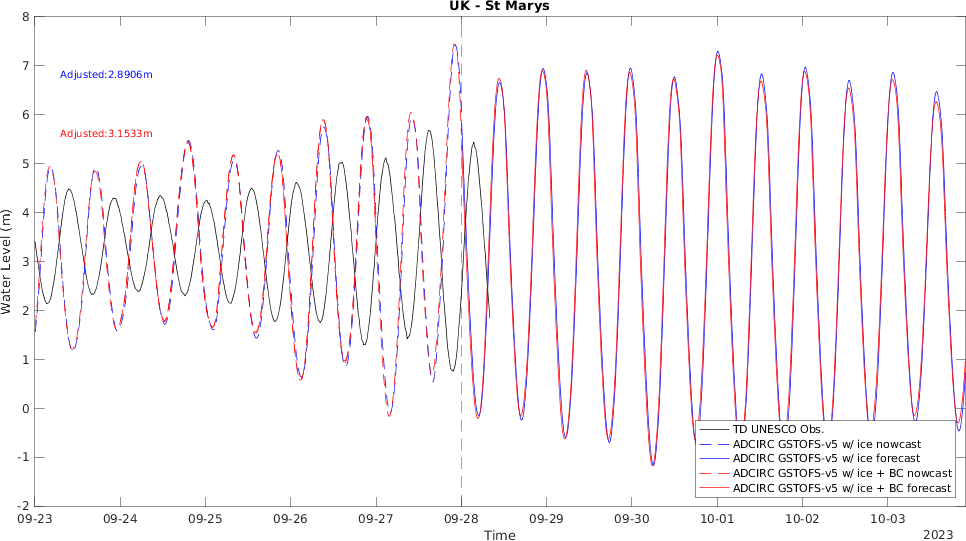 UK - St Marys
8
7
6
5
4
3
2
1
0
-1
-2
Water Level (m)
Adjusted:2.8906m
Adjusted:3.1533m
TD UNESCO Obs.
ADCIRC GSTOFS-v5 w/ ice nowcast
ADCIRC GSTOFS-v5 w/ ice forecast
ADCIRC GSTOFS-v5 w/ ice + BC nowcast
ADCIRC GSTOFS-v5 w/ ice + BC forecast
09-23 09-24 09-25 09-26 09-27 09-28 09-29 09-30 10-01 10-02 10-03
Time
2023